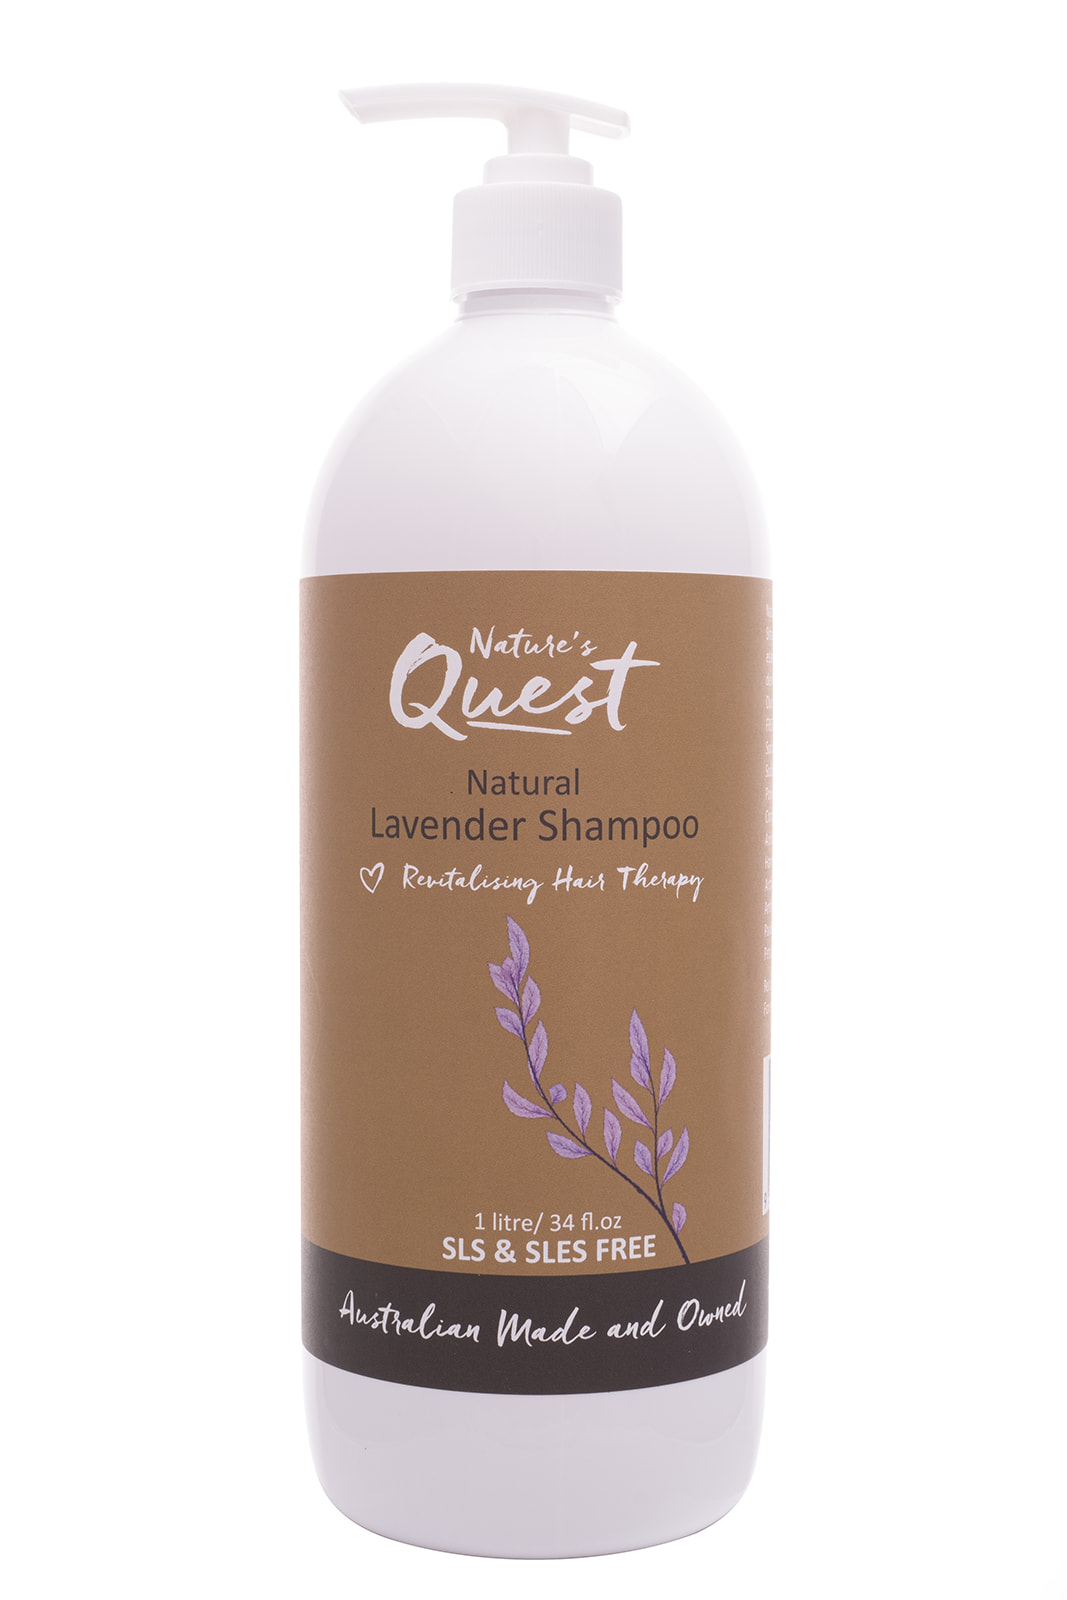 Nature's
Quest
Natural
Lavender Shampoo
Revitalising Hair Therapy
1 litre/ 34 fl.oz
SLS & SLES FREE
Australian Made and Owned